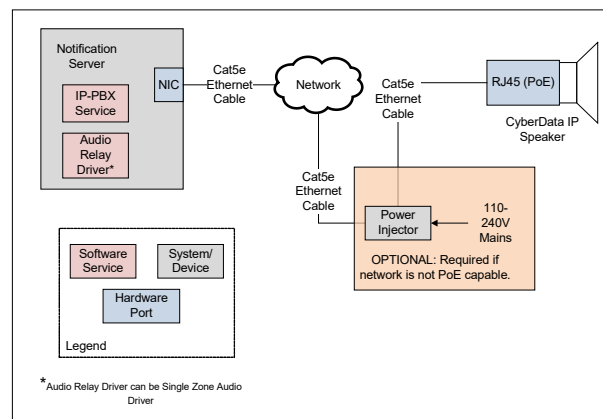 Notification
Server
IP-PBX
Service
Audio
Relay
Driver*
NIC
Cat5e
Ethernet
Cable
Network
Cat5e
Ethernet
Cable
RJ45 (PoE)
CyberData IP
Speaker
Cat5e
Ethernet
Cable
Power
Injector
110-
240V
Mains
OPTIONAL: Required if
network is not PoE capable.
Software
Service
System/
Device
Hardware
Port
Legend
*Audio Relay Driver can be Single Zone Audio
Driver